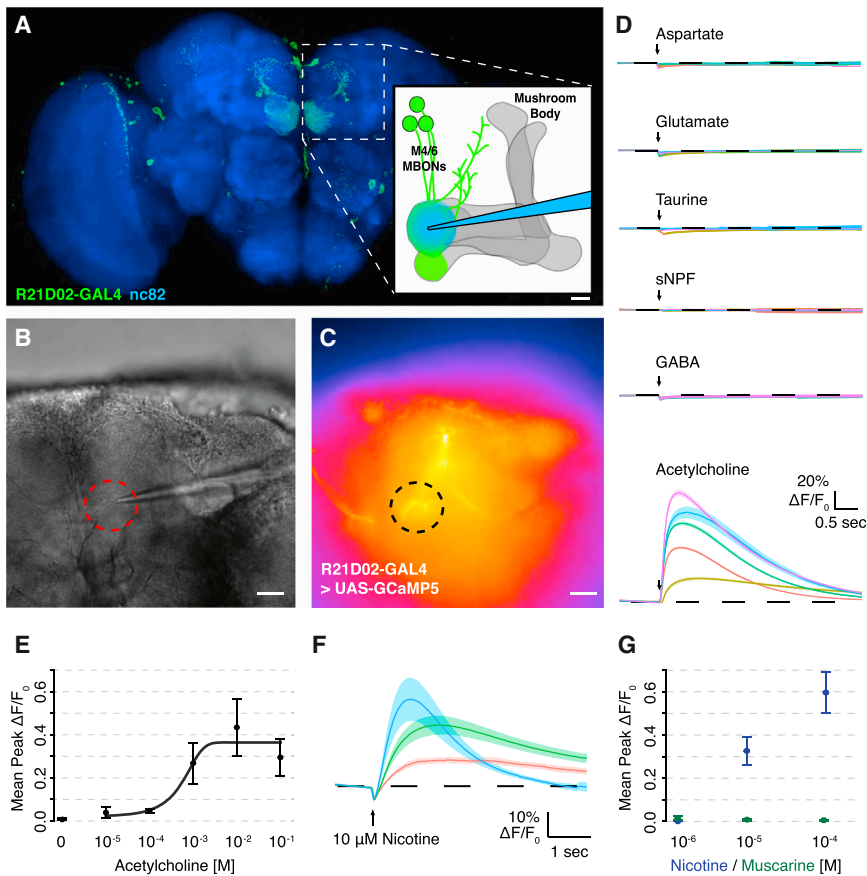 A
Mushroom
Body
M4/6
MBONs
R21D02-GAL4 nc82
B
C
R21D02-GAL4
> UAS-GCaMP5
D
Aspartate
Glutamate
Taurine
sNPF
GABA
Acetylcholine
20%
ΔF/F₀
0.5 sec
E
Mean Peak ΔF/F₀
0.6
0.4
0.2
0.0
0 10⁻⁵ 10⁻⁴ 10⁻³ 10⁻² 10⁻¹
Acetylcholine [M]
F
10 µM Nicotine
10%
ΔF/F₀
1 sec
G
Mean Peak ΔF/F₀
0.6
0.4
0.2
0.0
10⁻⁶ 10⁻⁵ 10⁻⁴
Nicotine / Muscarine [M]